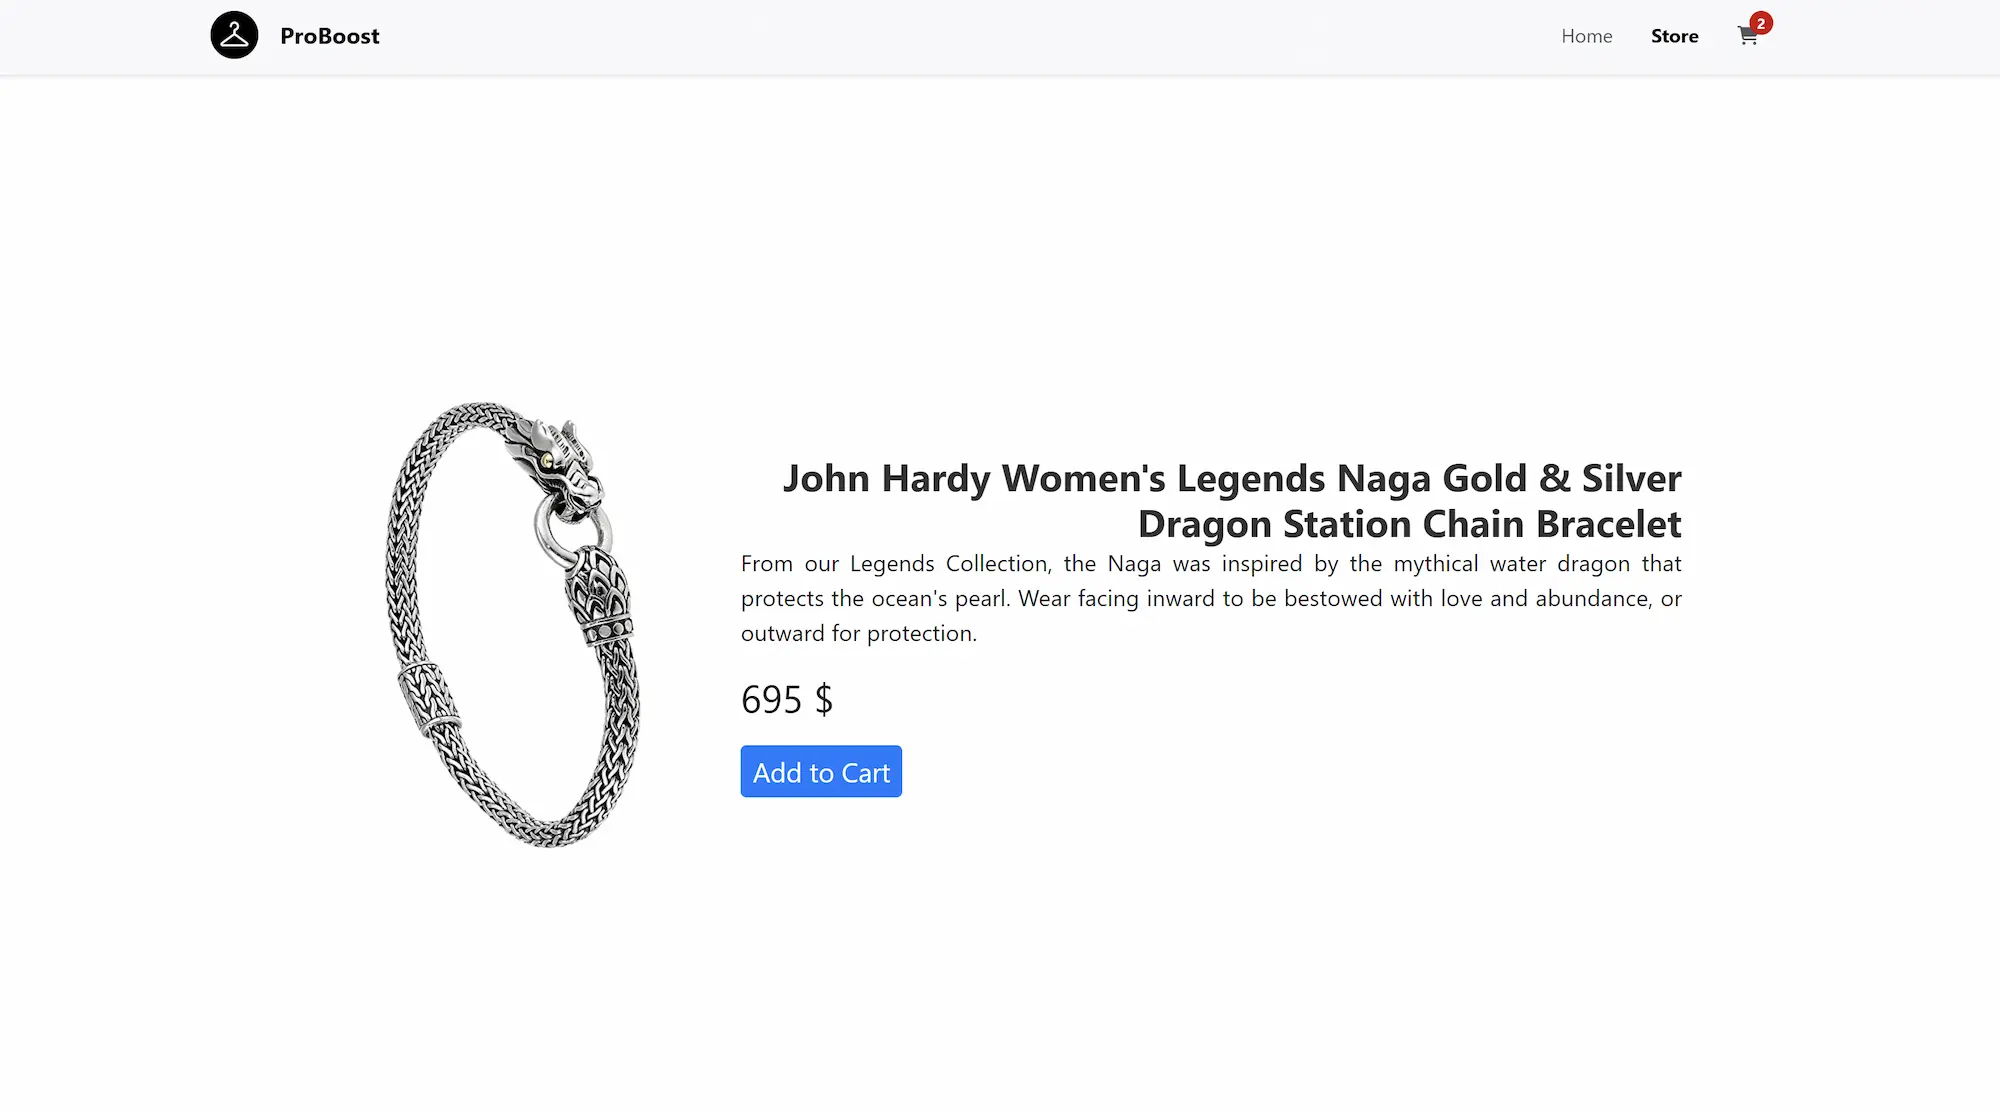 ProBoost
Home
Store
2
John Hardy Women's Legends Naga Gold & Silver
Dragon Station Chain Bracelet
From our Legends Collection, the Naga was inspired by the mythical water dragon that
protects the ocean's pearl. Wear facing inward to be bestowed with love and abundance, or
outward for protection.
695 $
Add to Cart